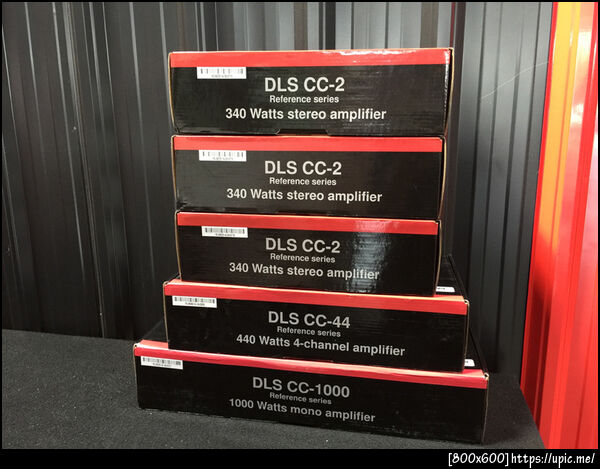 DLS CC-2
Reference series
340 Watts stereo amplifier
DLS CC-2
Reference series
340 Watts stereo amplifier
DLS CC-2
Reference series
340 Watts stereo amplifier
DLS CC-44
Reference series
440 Watts 4-channel amplifier
DLS CC-1000
Reference series
1000 Watts mono amplifier
[800x600]https://upic.me/